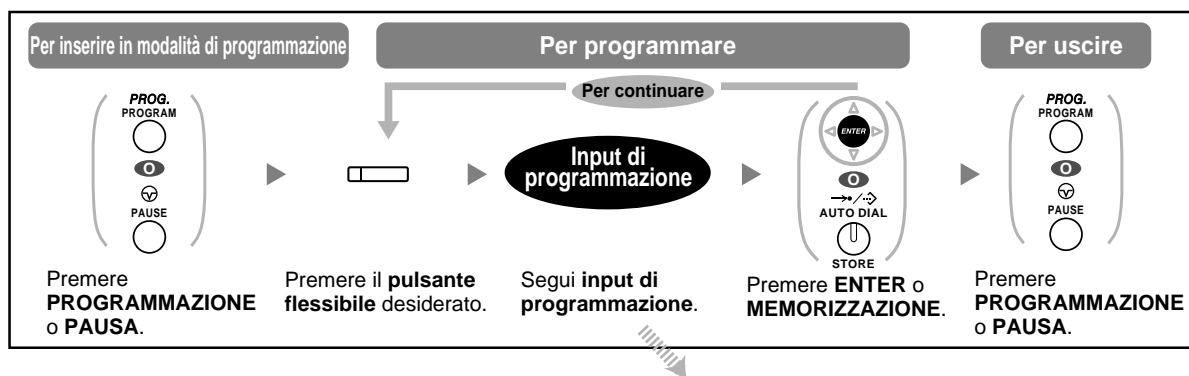 Per inserire in modalità di programmazione
Per programmare
Per uscire
Per continuare
PROG.
PROGRAM
O
PAUSE
Input di
programmazione
ENTER
O
AUTO DIAL
STORE
PROG.
PROGRAM
O
PAUSE
Premere
PROGRAMMAZIONE
o PAUSA.
Premere il pulsante
flessibile desiderato.
Segui input di
programmazione.
Premere ENTER o
MEMORIZZAZIONE.
Premere
PROGRAMMAZIONE
o PAUSA.